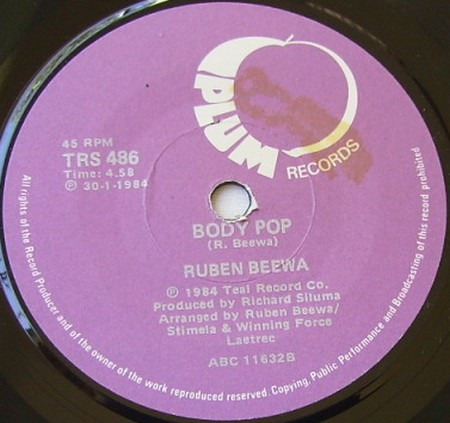 PLUM
RECORDS
45 RPM
TRS 486
Time: 4.58
℗ 30-1-1984
BODY POP
(R. Beewa)
RUBEN BEEWA
℗ 1984 Teal Record Co.
Produced by Richard Siluma
Arranged by Ruben Beewa/
Stimela & Winning Force
Laetrec
ABC 11632B
All rights of the Record Producer and of the owner of the work reproduced reserved. Copying, Public Performance and Broadcasting of this record prohibited